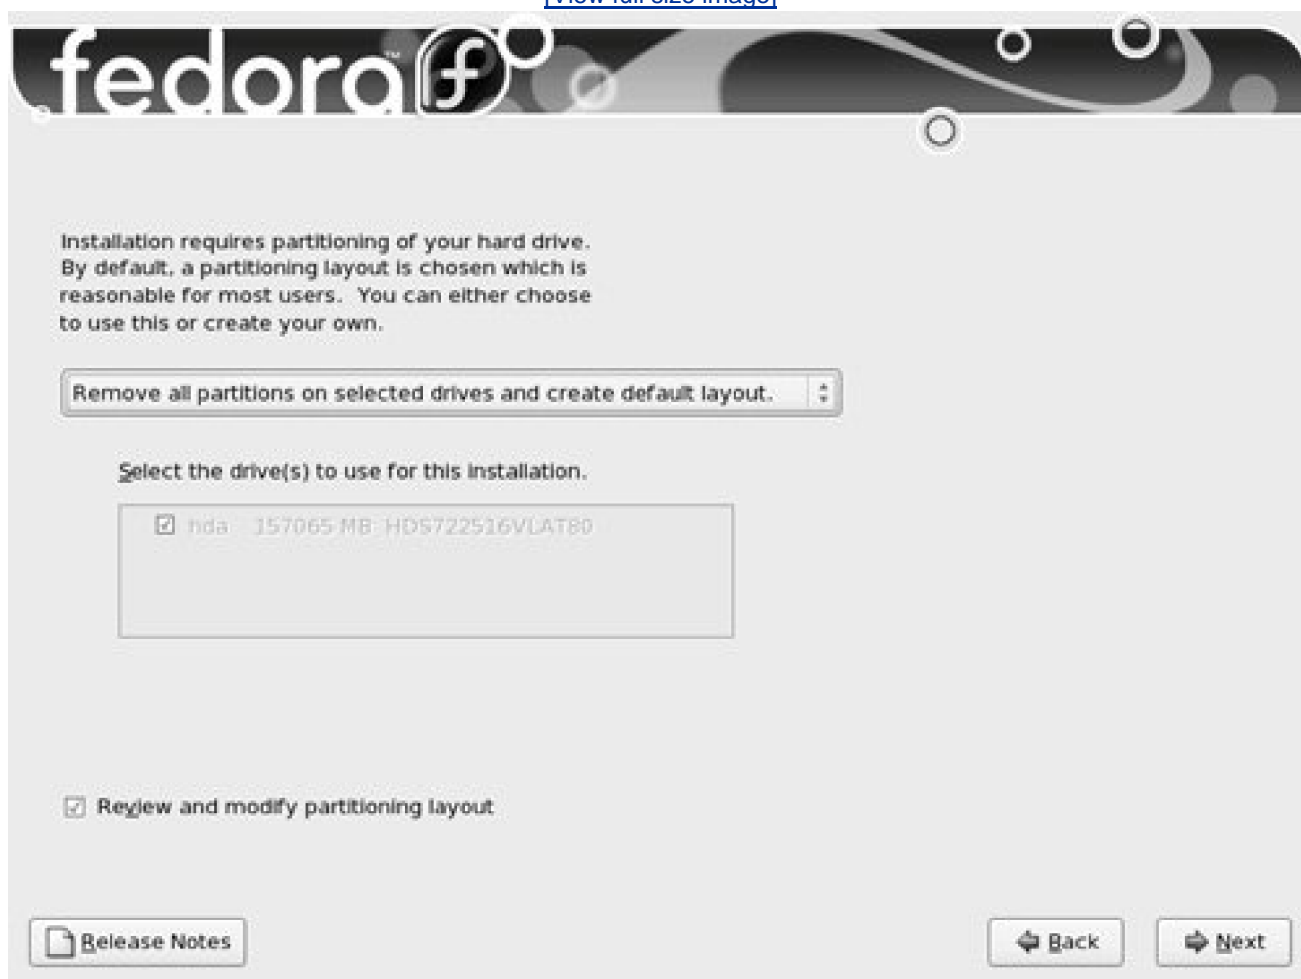 [View full size image]
fedora™ f
Installation requires partitioning of your hard drive.
By default, a partitioning layout is chosen which is
reasonable for most users. You can either choose
to use this or create your own.
Remove all partitions on selected drives and create default layout.
Select the drive(s) to use for this installation.
hda 157065 MB HDS722516VLAT80
Review and modify partitioning layout
Release Notes
Back
Next